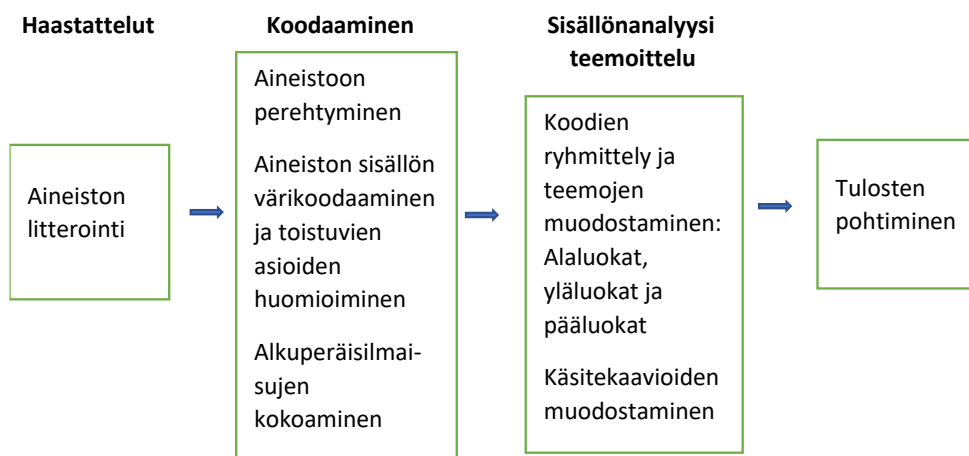 Haastattelut
Aineiston
litterointi
Koodaaminen
Aineistoon
perehtyminen
Aineiston sisällön
värikoodaaminen
ja toistuvien
asioiden
huomioiminen
Alkuperäisilmai-
sujen
kokoaminen
Sisällönanalyysi
teemoittelu
Koodien
ryhmittely ja
teemojen
muodostaminen:
Alaluokat,
yläluokat ja
pääluokat
Käsitekaavioiden
muodostaminen
Tulosten
pohtiminen